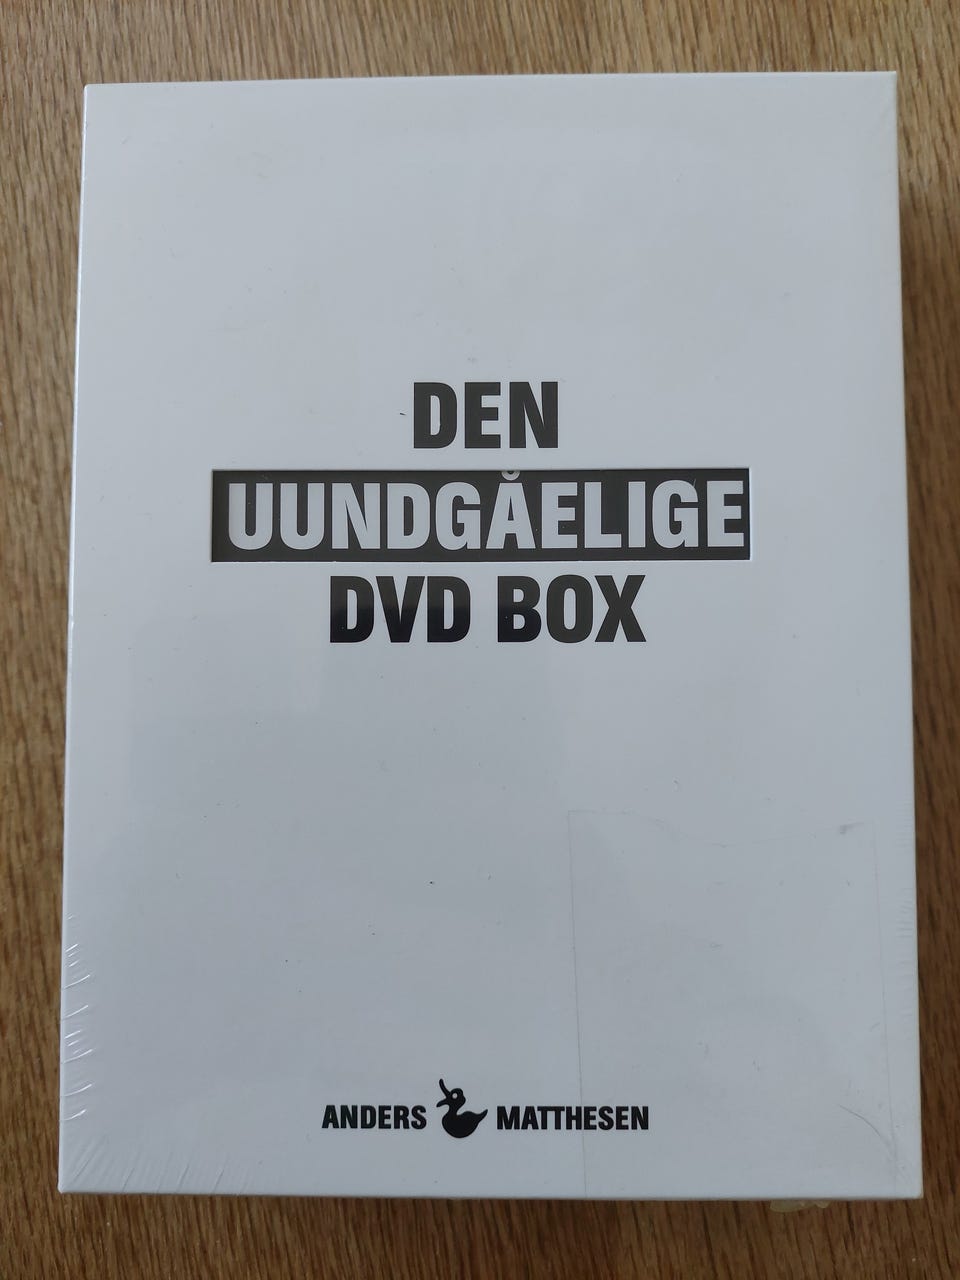 DEN
UUNDGÅELIGE
DVD BOX
ANDERS MATTHESEN